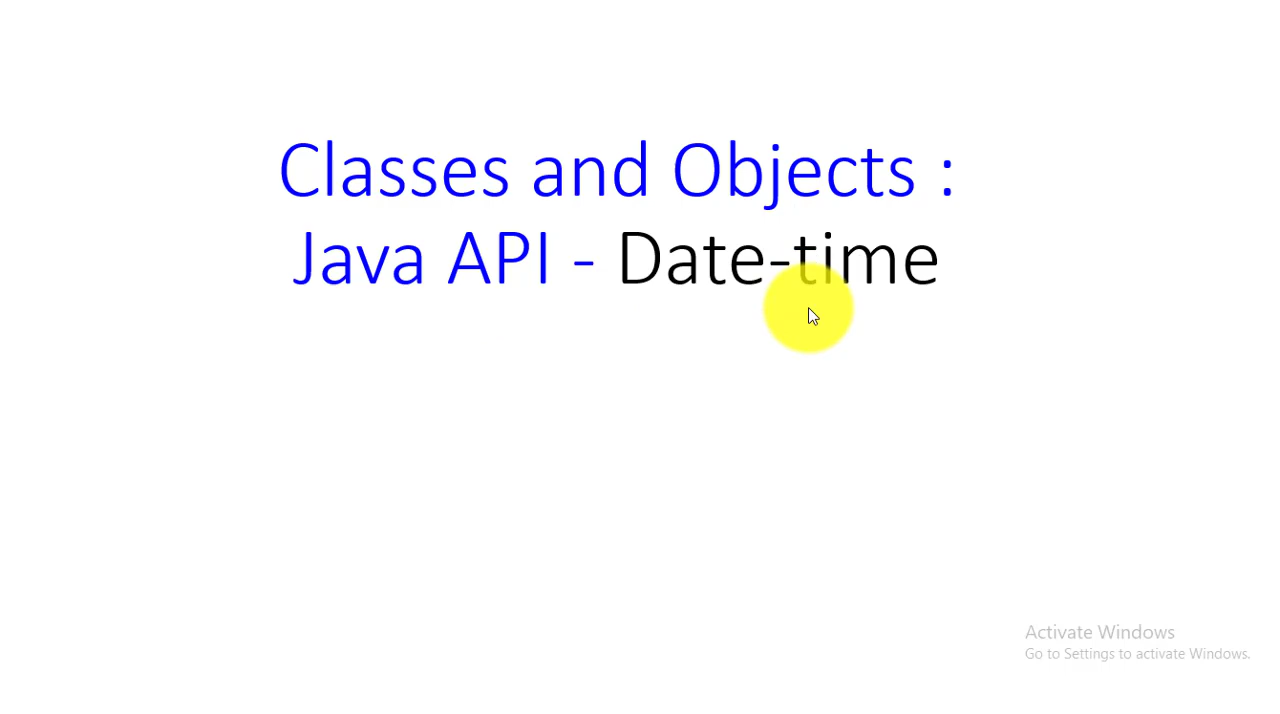 Classes and Objects :
Java API - Date-time
Activate Windows
Go to Settings to activate Windows.